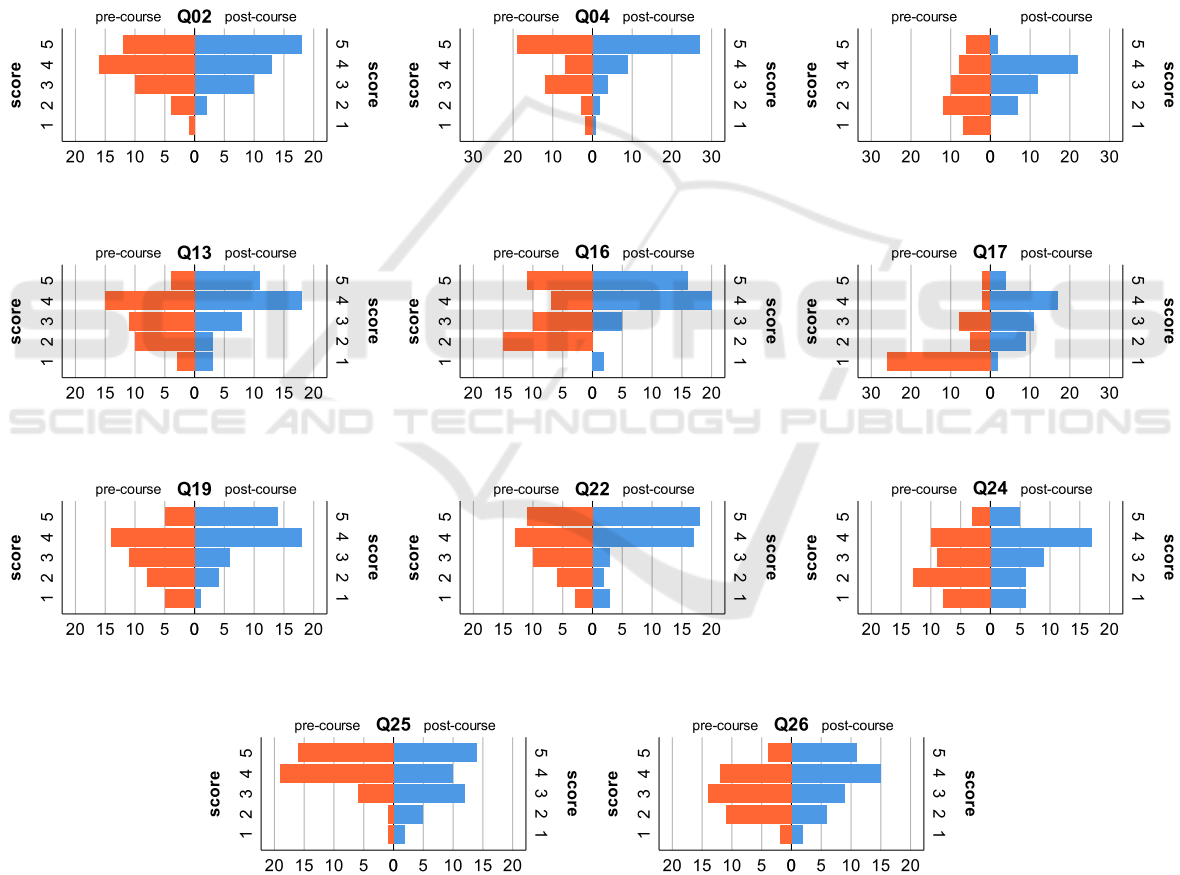 pre-course Q02 post-course
score 5 4 3 2 1 5 4 3 2 1 score
20 15 10 5 0 5 10 15 20
pre-course Q04 post-course
score 5 4 3 2 1 5 4 3 2 1 score
30 20 10 0 10 20 30
pre-course post-course
score 5 4 3 2 1 5 4 3 2 1 score
30 20 10 0 10 20 30
pre-course Q13 post-course
score 5 4 3 2 1 5 4 3 2 1 score
20 15 10 5 0 5 10 15 20
pre-course Q16 post-course
score 5 4 3 2 1 5 4 3 2 1 score
20 15 10 5 0 5 10 15 20
pre-course Q17 post-course
score 5 4 3 2 1 5 4 3 2 1 score
30 20 10 0 10 20 30
SCITEPRESS
SCIENCE AND TECHNOLOGY PUBLICATIONS
pre-course Q19 post-course
score 5 4 3 2 1 5 4 3 2 1 score
20 15 10 5 0 5 10 15 20
pre-course Q22 post-course
score 5 4 3 2 1 5 4 3 2 1 score
20 15 10 5 0 5 10 15 20
pre-course Q24 post-course
score 5 4 3 2 1 5 4 3 2 1 score
20 15 10 5 0 5 10 15 20
pre-course Q25 post-course
score 5 4 3 2 1 5 4 3 2 1 score
20 15 10 5 0 5 10 15 20
pre-course Q26 post-course
score 5 4 3 2 1 5 4 3 2 1 score
20 15 10 5 0 5 10 15 20